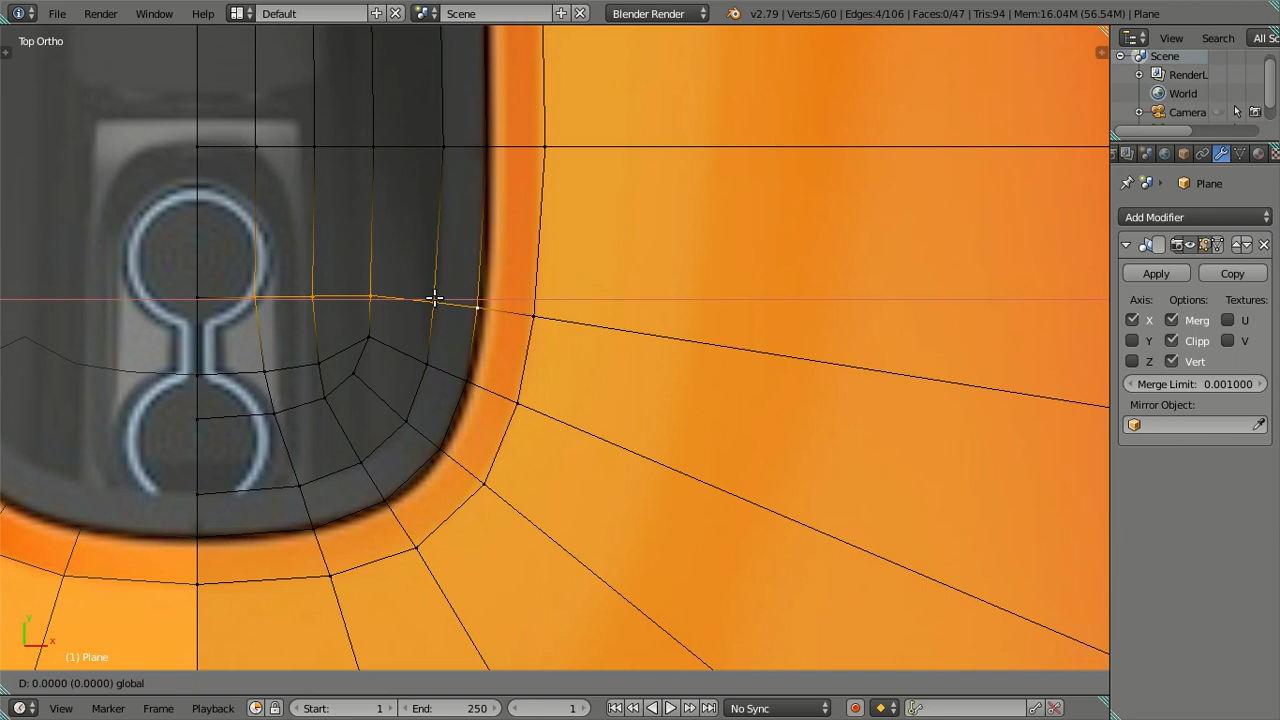 File Render Window Help Default Scene Blender Render v2.79 | Verts:5/60 | Edges:4/106 | Faces:0/47 | Tris:94 | Mem:16.04M (56.54M) | Plane
Top Ortho
View Search All Sc
Scene
RenderL
World
Camera
Plane
Add Modifier
Apply Copy
Axis: Options: Textures:
X Merg U
Y Clipp V
Z Vert
Merge Limit: 0.001000
Mirror Object:
y
x
(1) Plane
D: 0.0000 (0.0000) global
View Marker Frame Playback Start: 1 End: 250 1 No Sync